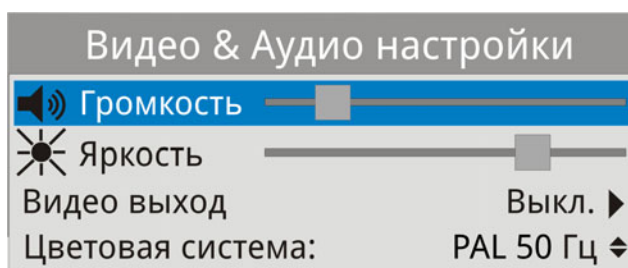 Видео & Аудио настройки
Громкость
Яркость
Видео выход Выкл.
Цветовая система: PAL 50 Гц